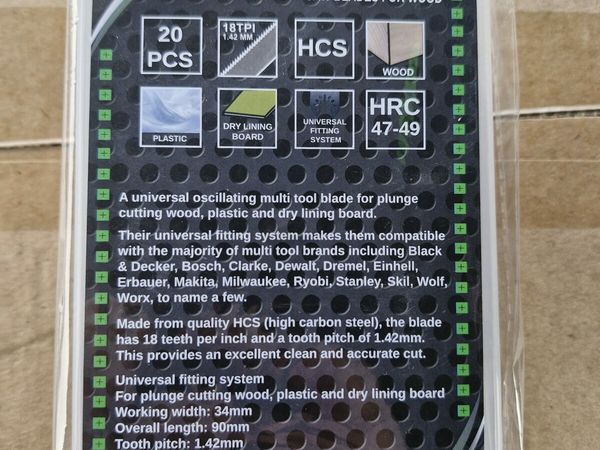 FOR WOOD
20
PCS
18TPI
1.42 MM
HCS
WOOD
PLASTIC
DRY LINING
BOARD
UNIVERSAL
FITTING
SYSTEM
HRC
47-49
A universal oscillating multi tool blade for plunge
cutting wood, plastic and dry lining board.
Their universal fitting system makes them compatible
with the majority of multi tool brands including Black
& Decker, Bosch, Clarke, Dewalt, Dremel, Einhell,
Erbauer, Makita, Milwaukee, Ryobi, Stanley, Skil, Wolf,
Worx, to name a few.
Made from quality HCS (high carbon steel), the blade
has 18 teeth per inch and a tooth pitch of 1.42mm.
This provides an excellent clean and accurate cut.
Universal fitting system
For plunge cutting wood, plastic and dry lining board
Working width: 34mm
Overall length: 90mm
Tooth pitch: 1.42mm